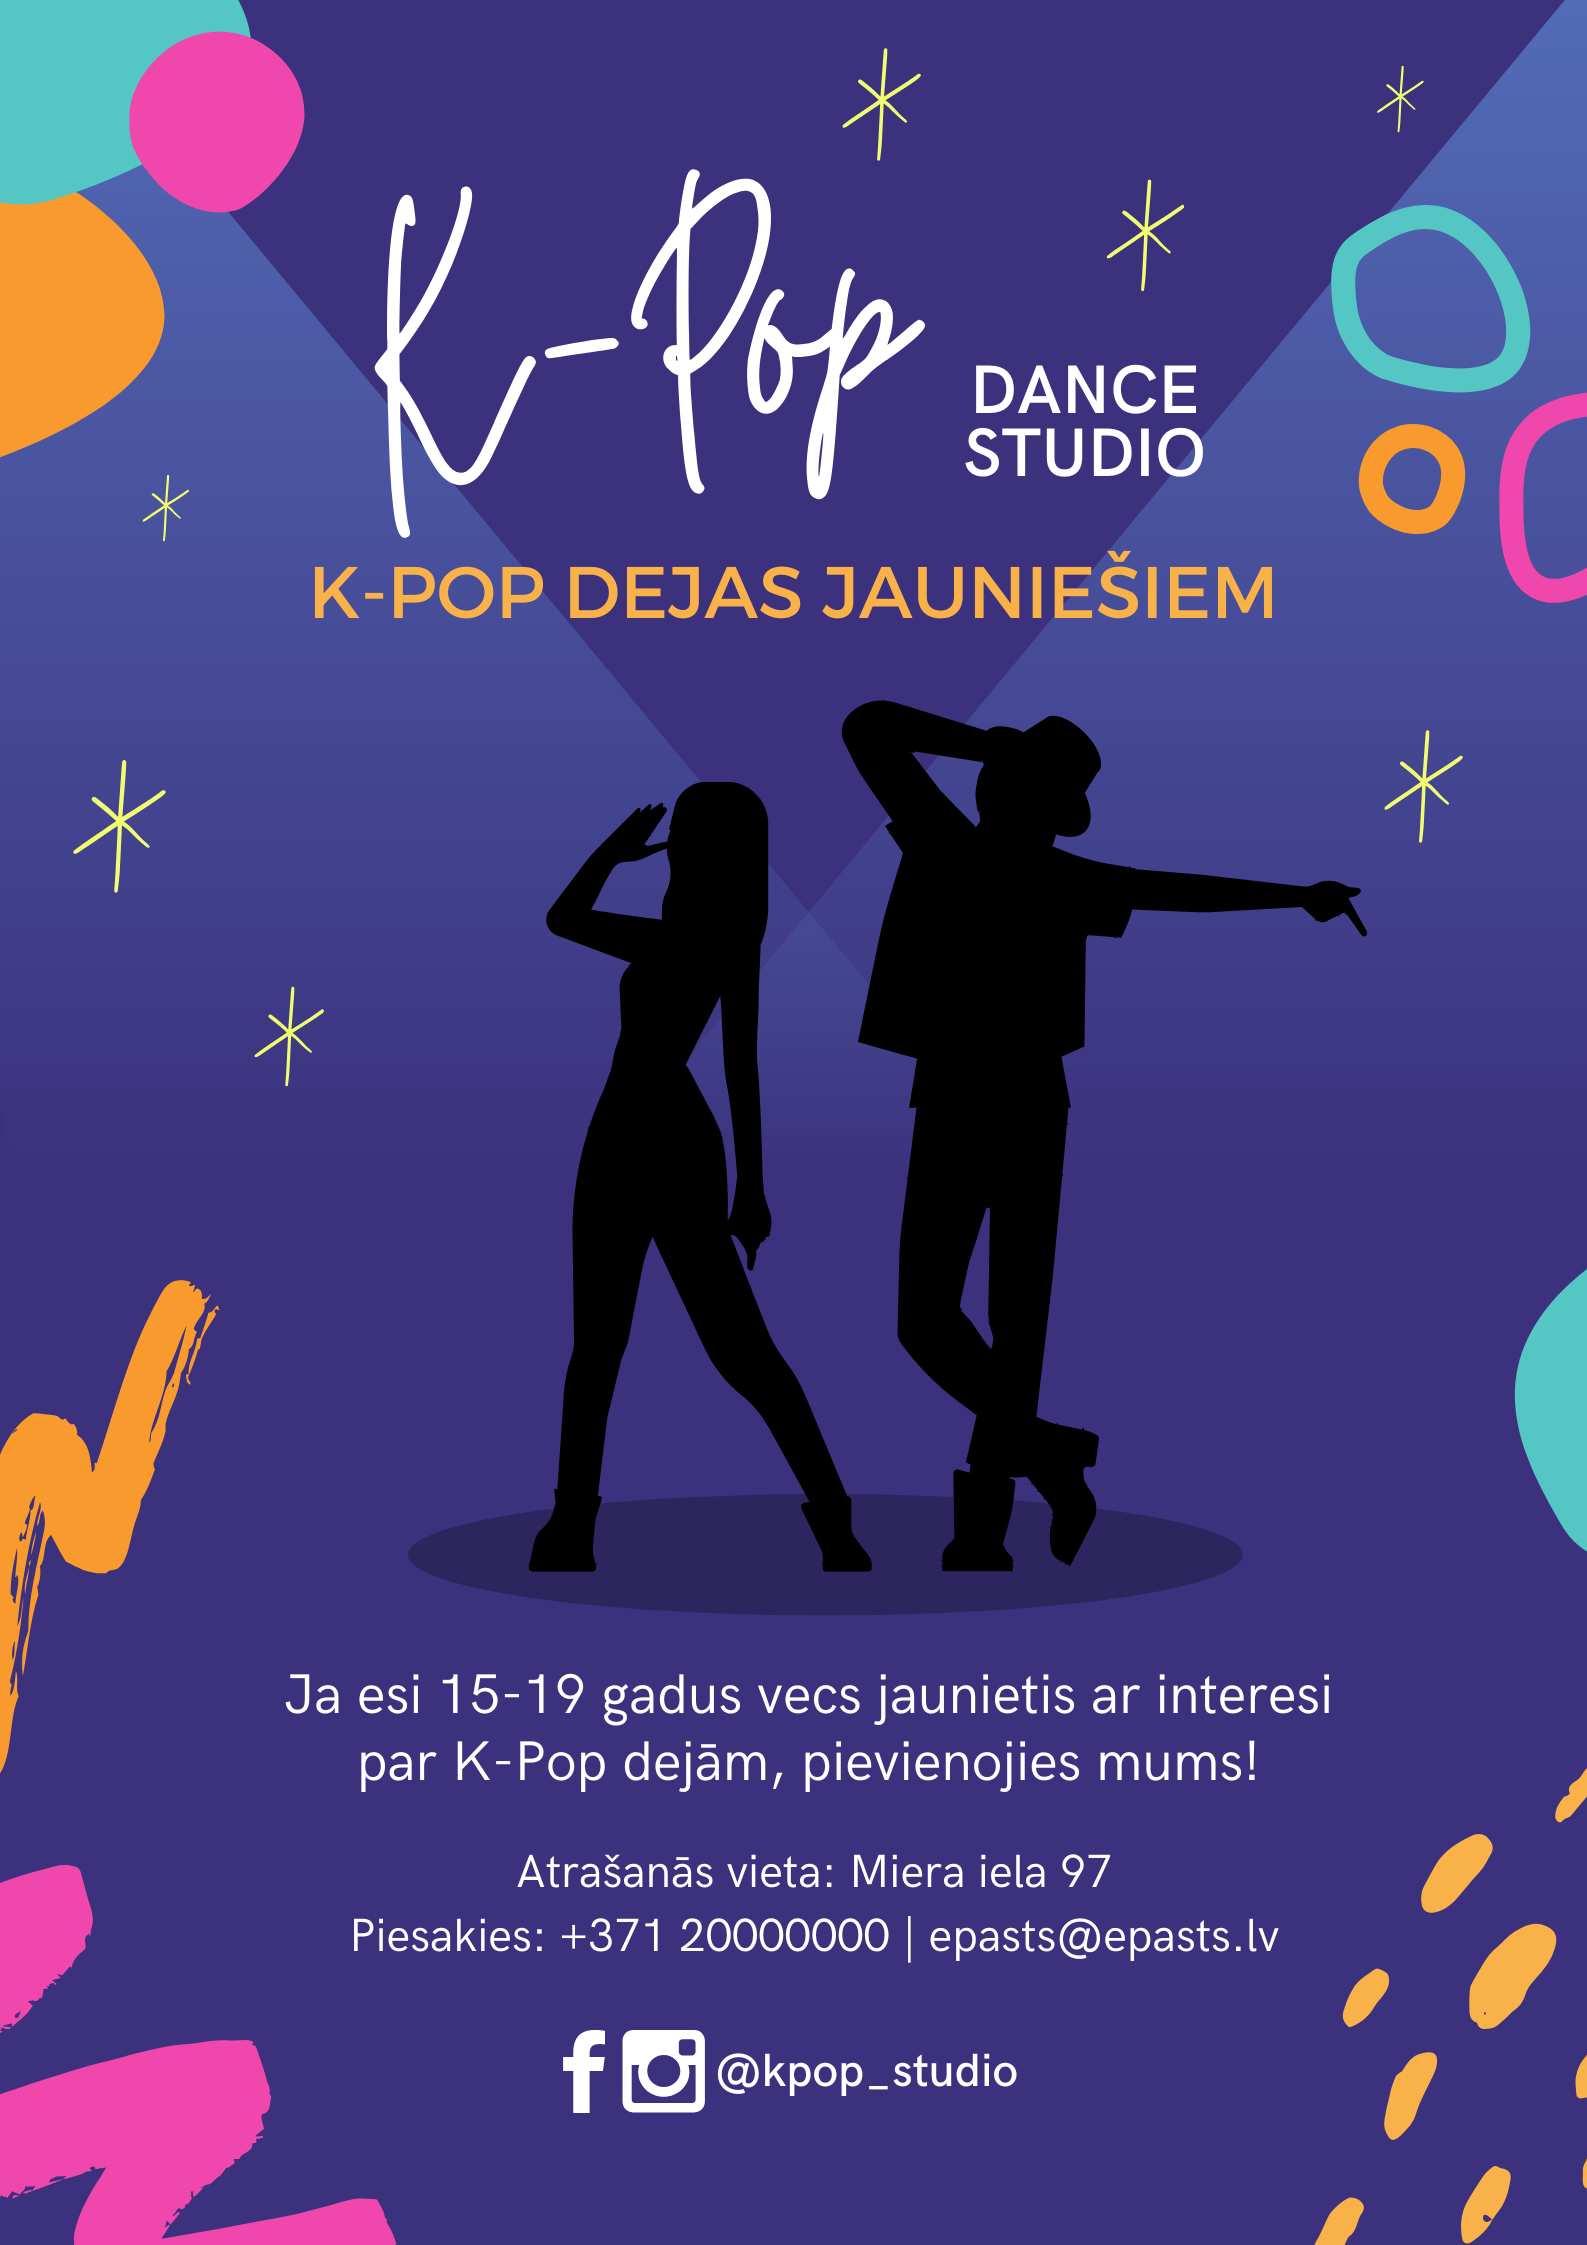 K-Pop
DANCE
STUDIO
K-POP DEJAS JAUNIEŠIEM
Ja esi 15-19 gadus vecs jaunietis ar interesi
par K-Pop dejām, pievienojies mums!
Atrašanās vieta: Miera iela 97
Piesakies: +371 20000000 | epasts@epasts.lv
@kpop_studio